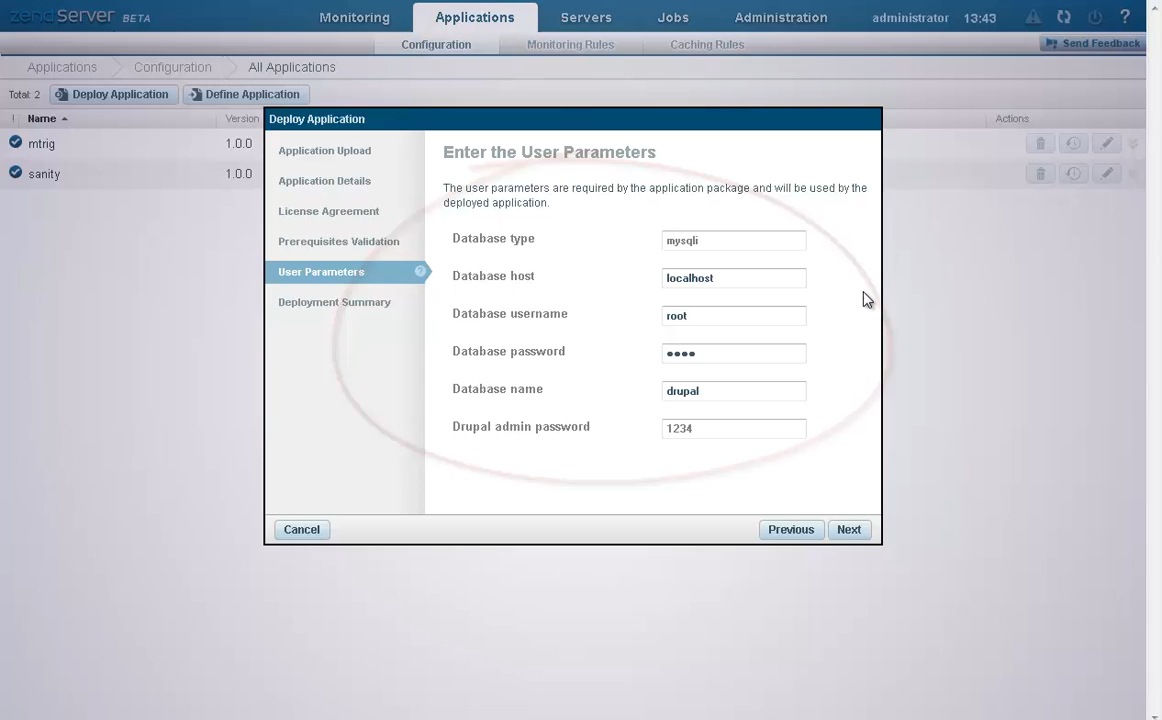 zendServer BETA
Monitoring Applications Servers Jobs Administration administrator 13:43 ?
Configuration Monitoring Rules Caching Rules Send Feedback
Applications Configuration All Applications
Total: 2 Deploy Application Define Application
! Name Version Actions
mtrig 1.0.0
sanity 1.0.0
Deploy Application
Application Upload
Application Details
License Agreement
Prerequisites Validation
User Parameters ?
Deployment Summary
Enter the User Parameters
The user parameters are required by the application package and will be used by the
deployed application.
Database type mysqli
Database host localhost
Database username root
Database password ••••
Database name drupal
Drupal admin password 1234
Cancel Previous Next